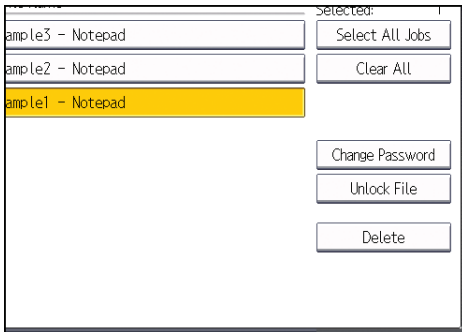 Selected: 1
ample3 - Notepad
Select All Jobs
ample2 - Notepad
Clear All
ample1 - Notepad
Change Password
Unlock File
Delete